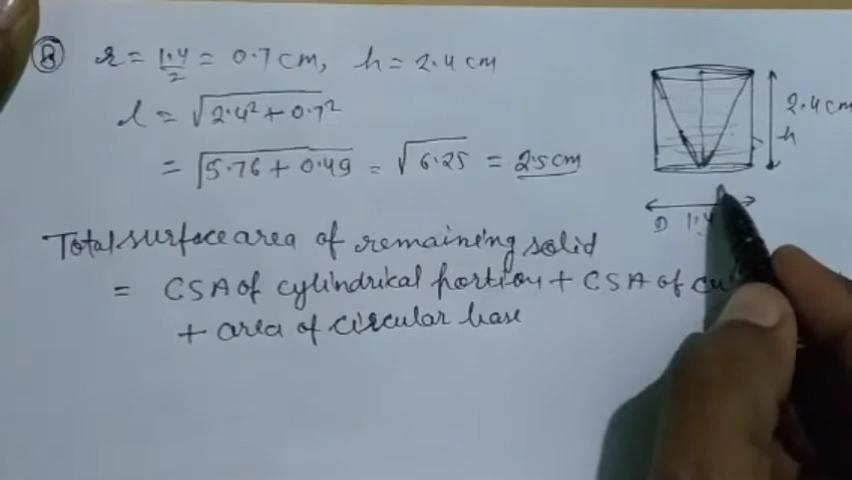 8 r = 1.4/2 = 0.7 cm, h = 2.4 cm
l = √2.4² + 0.7²
= √5.76 + 0.49 = √6.25 = 2.5 cm
Total surface area of remaining solid
= CSA of cylindrical portion + CSA of
+ area of circular base
2.4 cm
h
D 1.4